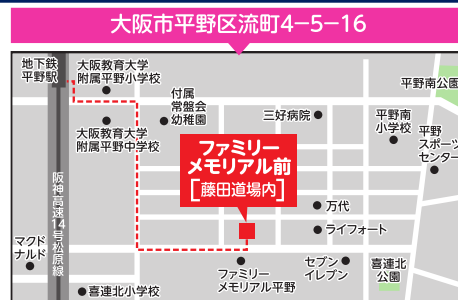 大阪市平野区流町4−5−16
地下鉄
平野駅
大阪教育大学
附属平野小学校
大阪教育大学
附属平野中学校
付属
常盤会
幼稚園
三好病院
平野南公園
平野南
小学校
平野
スポーツ
センター
ファミリー
メモリアル前
[藤田道場内]
阪神高速14号松原線
万代
ライフォート
マクド
ナルド
喜連北小学校
ファミリー
メモリアル平野
セブン
イレブン
喜連北
公園